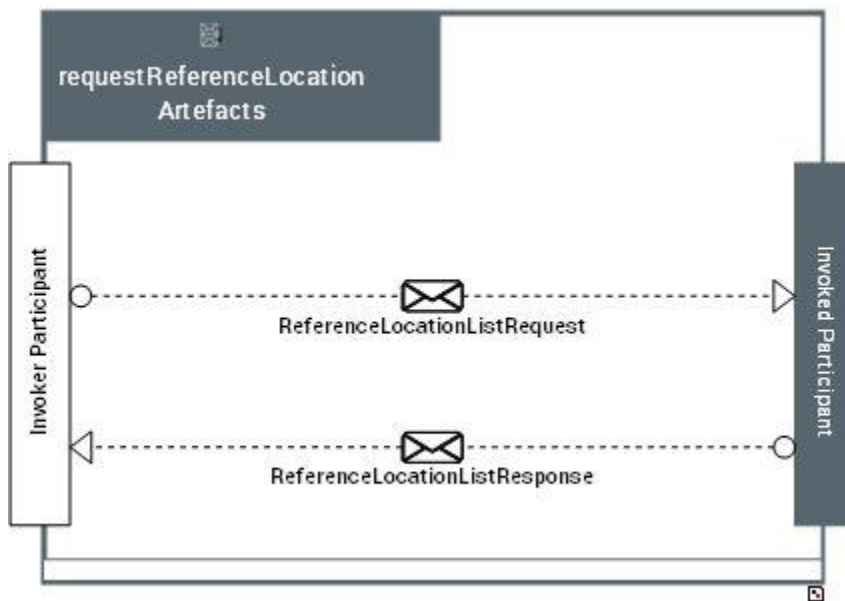 requestReferenceLocation
Artefacts
Invoker Participant
Invoked Participant
ReferenceLocationListRequest
ReferenceLocationListResponse